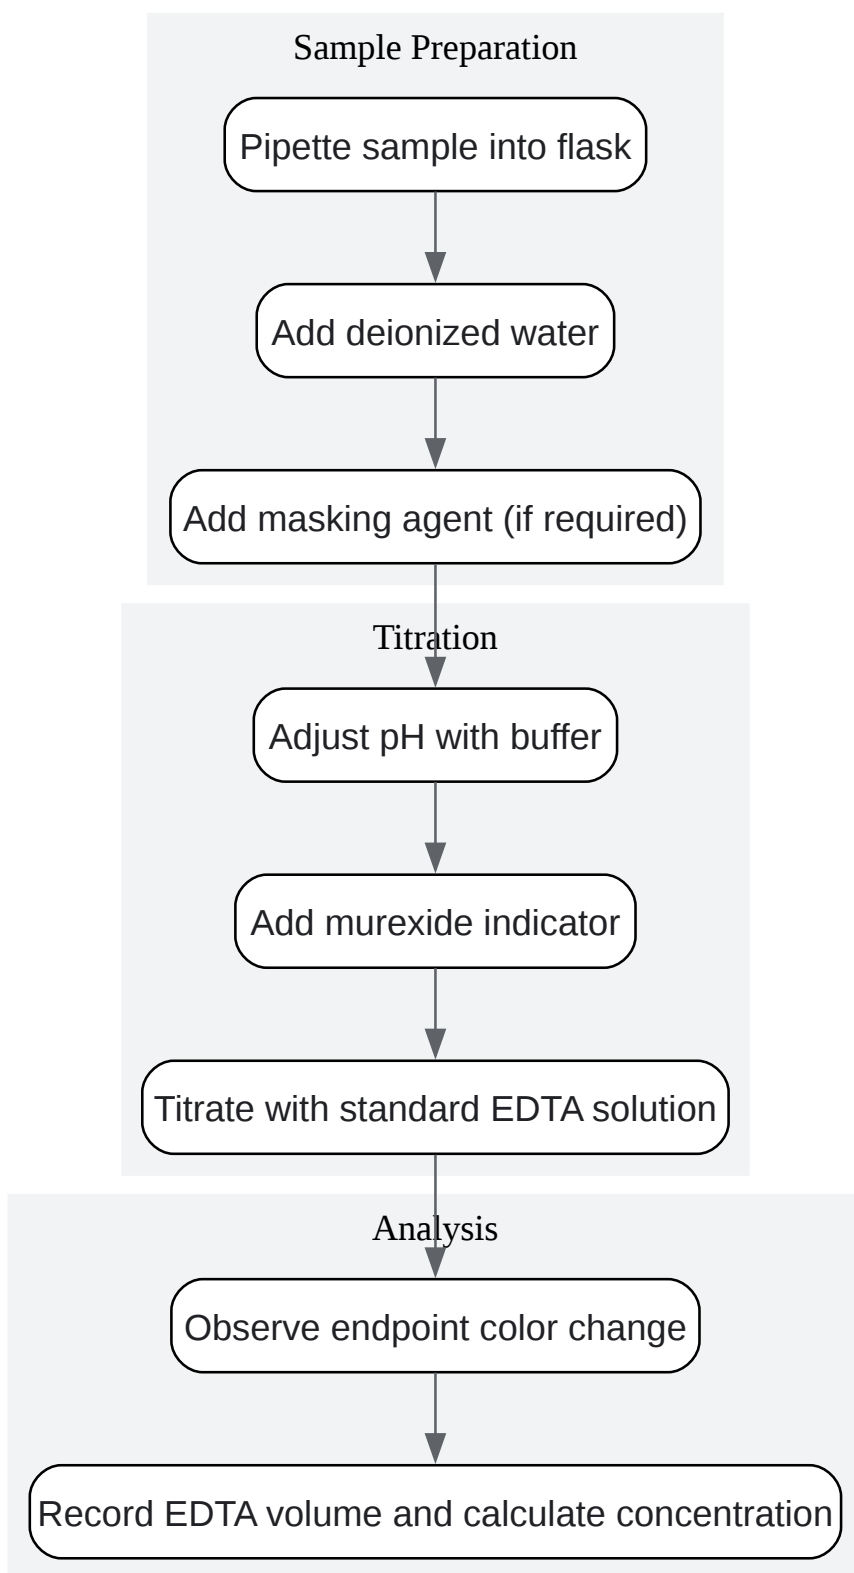 Sample Preparation
Pipette sample into flask
Add deionized water
Add masking agent (if required)
Titration
Adjust pH with buffer
Add murexide indicator
Titrate with standard EDTA solution
Analysis
Observe endpoint color change
Record EDTA volume and calculate concentration